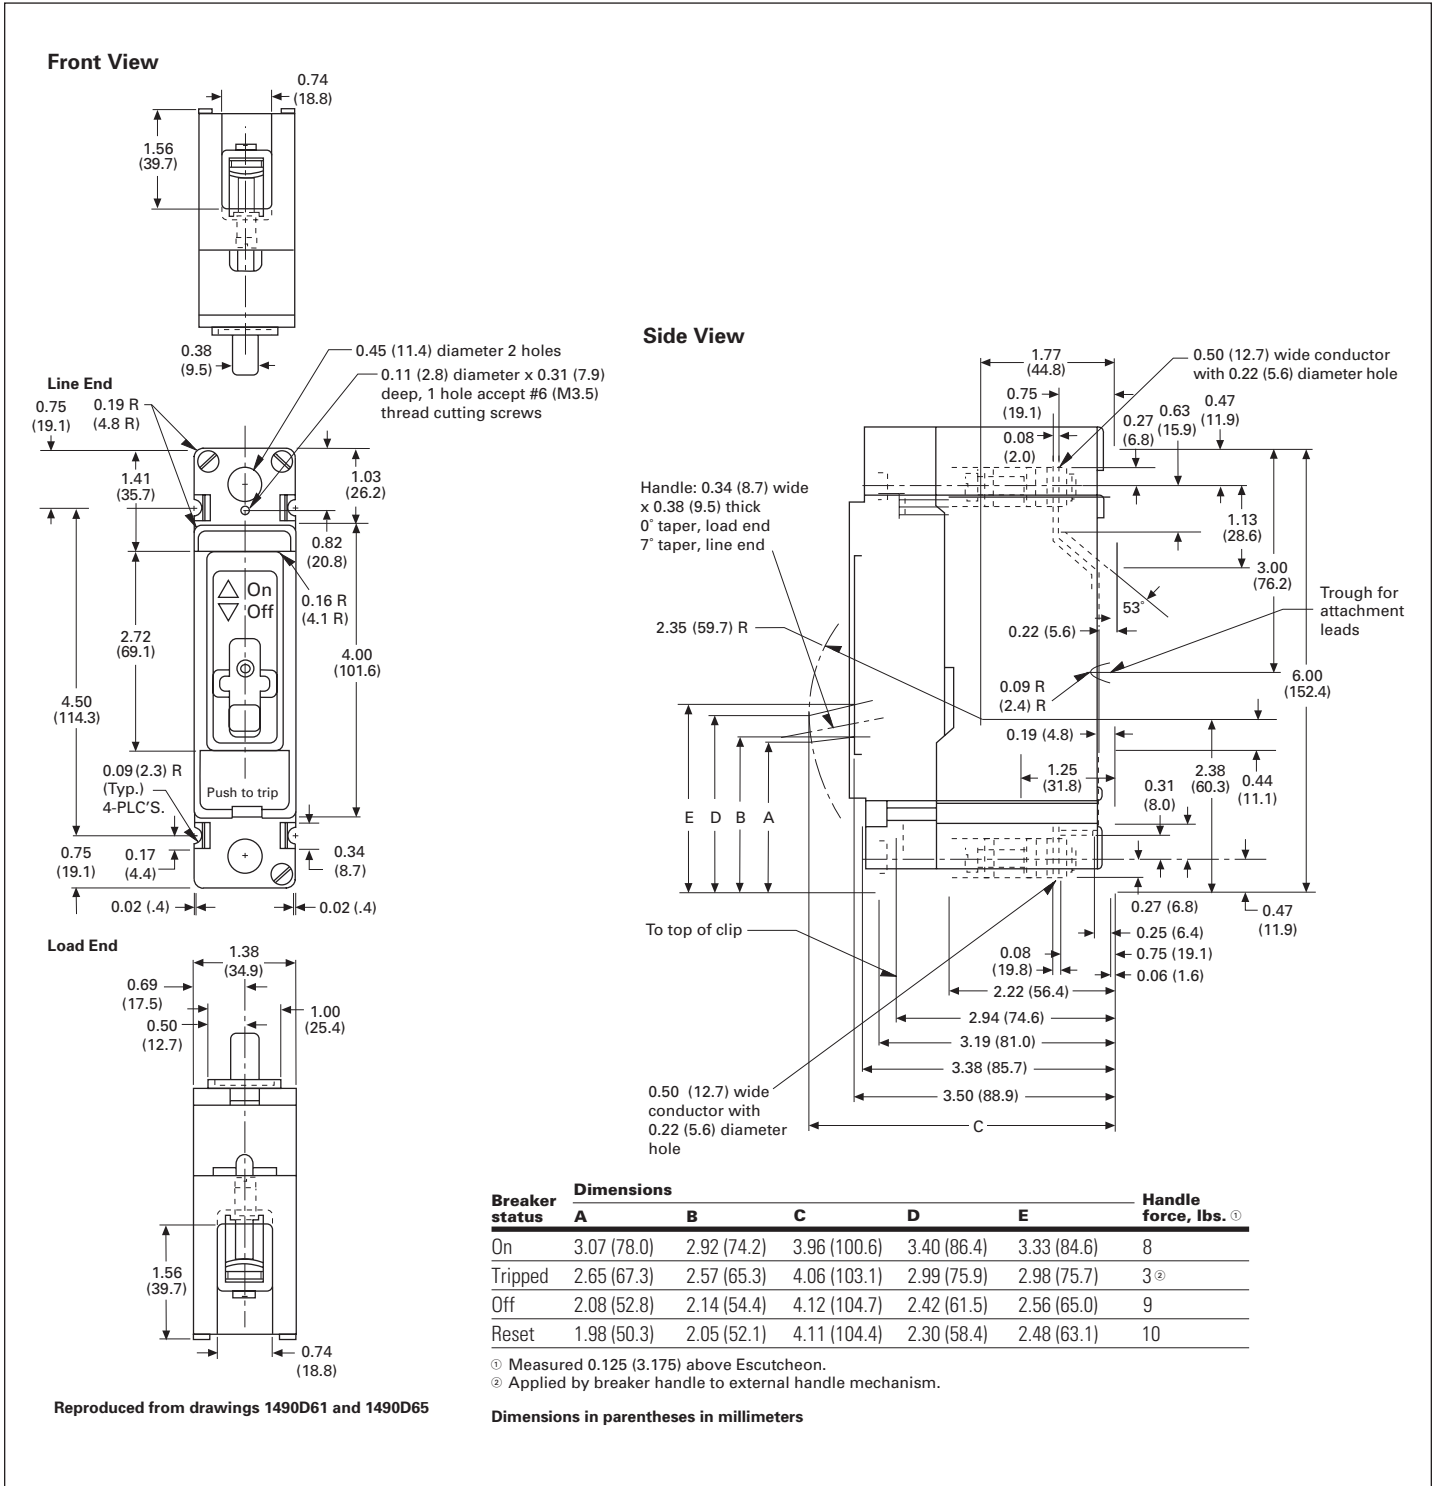 Front View
0.74
(18.8)
1.56
(39.7)
0.38
(9.5)
0.45 (11.4) diameter 2 holes
0.11 (2.8) diameter x 0.31 (7.9)
deep, 1 hole accept #6 (M3.5)
thread cutting screws
Line End
0.75
(19.1)
0.19 R
(4.8 R)
1.41
(35.7)
1.03
(26.2)
0.82
(20.8)
On
Off
0.16 R
(4.1 R)
2.72
(69.1)
4.00
(101.6)
4.50
(114.3)
0.09 (2.3) R
(Typ.)
4-PLC'S.
Push to trip
0.75
(19.1)
0.17
(4.4)
0.34
(8.7)
0.02 (.4)
0.02 (.4)
Load End
1.38
(34.9)
0.69
(17.5)
0.50
(12.7)
1.00
(25.4)
1.56
(39.7)
0.74
(18.8)
Reproduced from drawings 1490D61 and 1490D65
Side View
1.77
(44.8)
0.50 (12.7) wide conductor
with 0.22 (5.6) diameter hole
0.75
(19.1)
0.08
(2.0)
0.27
(6.8)
0.63
(15.9)
0.47
(11.9)
Handle: 0.34 (8.7) wide
x 0.38 (9.5) thick
0° taper, load end
7° taper, line end
1.13
(28.6)
3.00
(76.2)
53°
Trough for
attachment
leads
2.35 (59.7) R
0.22 (5.6)
0.09 R
(2.4) R
6.00
(152.4)
0.19 (4.8)
1.25
(31.8)
2.38
(60.3)
0.44
(11.1)
0.31
(8.0)
E D B A
0.27 (6.8)
0.47
(11.9)
To top of clip
0.25 (6.4)
0.08
(19.8)
0.75 (19.1)
0.06 (1.6)
2.22 (56.4)
2.94 (74.6)
3.19 (81.0)
3.38 (85.7)
3.50 (88.9)
C
0.50 (12.7) wide
conductor with
0.22 (5.6) diameter
hole
Breaker
status
Dimensions
A B C D E
Handle
force, lbs. ①
On 3.07 (78.0) 2.92 (74.2) 3.96 (100.6) 3.40 (86.4) 3.33 (84.6) 8
Tripped 2.65 (67.3) 2.57 (65.3) 4.06 (103.1) 2.99 (75.9) 2.98 (75.7) 3 ②
Off 2.08 (52.8) 2.14 (54.4) 4.12 (104.7) 2.42 (61.5) 2.56 (65.0) 9
Reset 1.98 (50.3) 2.05 (52.1) 4.11 (104.4) 2.30 (58.4) 2.48 (63.1) 10
① Measured 0.125 (3.175) above Escutcheon.
② Applied by breaker handle to external handle mechanism.
Dimensions in parentheses in millimeters